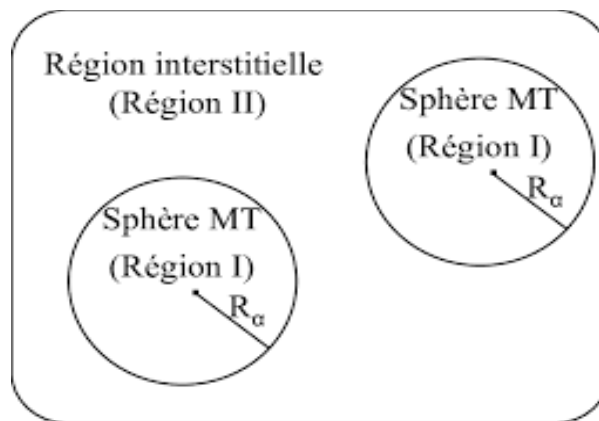 Région interstitielle
(Région II)
Sphère MT
(Région I)
Rα
Sphère MT
(Région I)
Rα